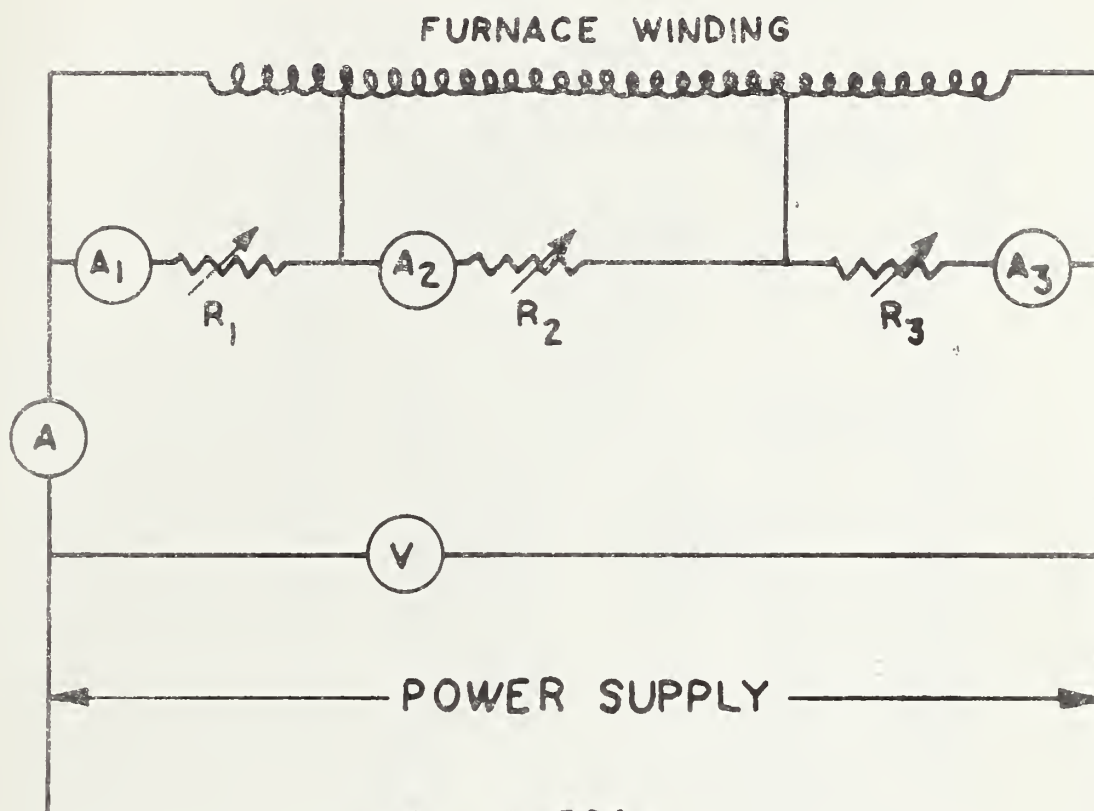 FURNACE WINDING
A1 A2 A3
R1 R2 R3
A
V
POWER SUPPLY